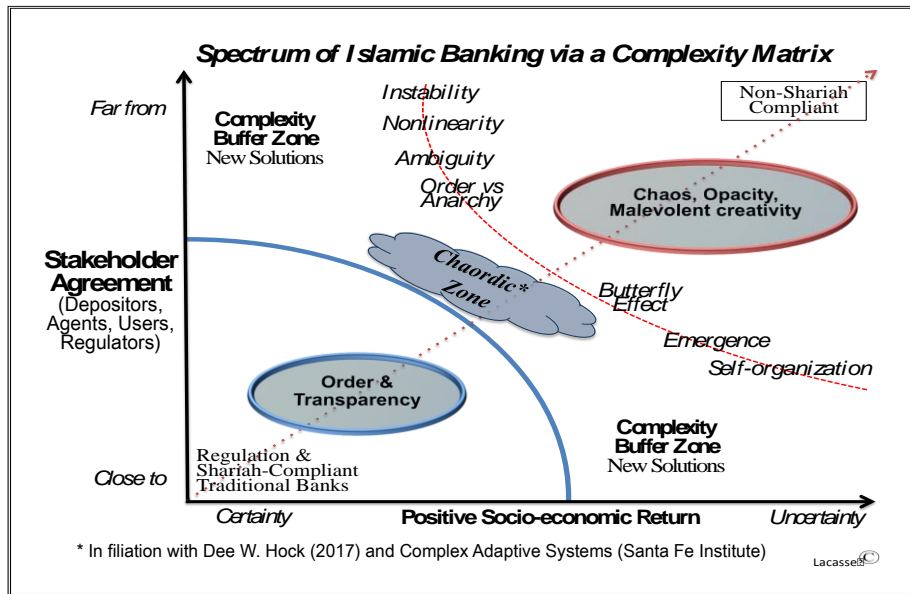 Spectrum of Islamic Banking via a Complexity Matrix
Far from
Complexity
Buffer Zone
New Solutions
Instability
Nonlinearity
Ambiguity
Order vs
Anarchy
Non-Shariah
Compliant
Chaos, Opacity,
Malevolent creativity
Stakeholder
Agreement
(Depositors,
Agents, Users,
Regulators)
Chaordic*
Zone
Butterfly
Effect
Emergence
Self-organization
Order &
Transparency
Complexity
Buffer Zone
New Solutions
Regulation &
Shariah-Compliant
Traditional Banks
Close to
Certainty
Positive Socio-economic Return
Uncertainty
* In filiation with Dee W. Hock (2017) and Complex Adaptive Systems (Santa Fe Institute)
Lacasse ©